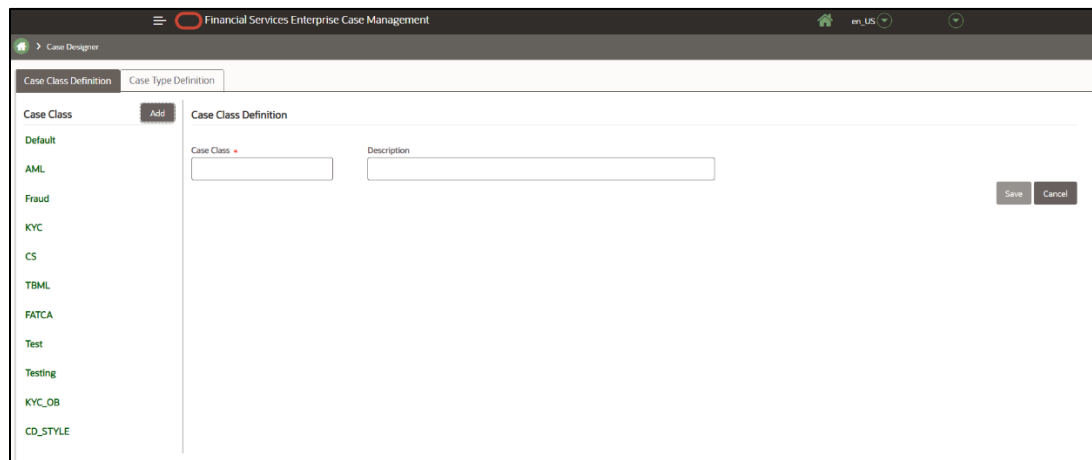 Financial Services Enterprise Case Management
en_US
> Case Designer
Case Class Definition
Case Type Definition
Case Class
Add
Default
AML
Fraud
KYC
CS
TBML
FATCA
Test
Testing
KYC_OB
CD_STYLE
Case Class Definition
Case Class *
Description
Save
Cancel